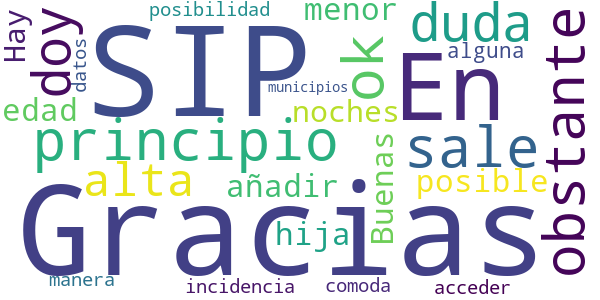 posibilidad
menor
duda
Hay
doy
SIP
ok
alguna
obstante
datos
municipios
En
edad
noches
principio
Buenas
sale
alta
añadir
posible
Gracias
hija
manera
incidencia
comoda
acceder